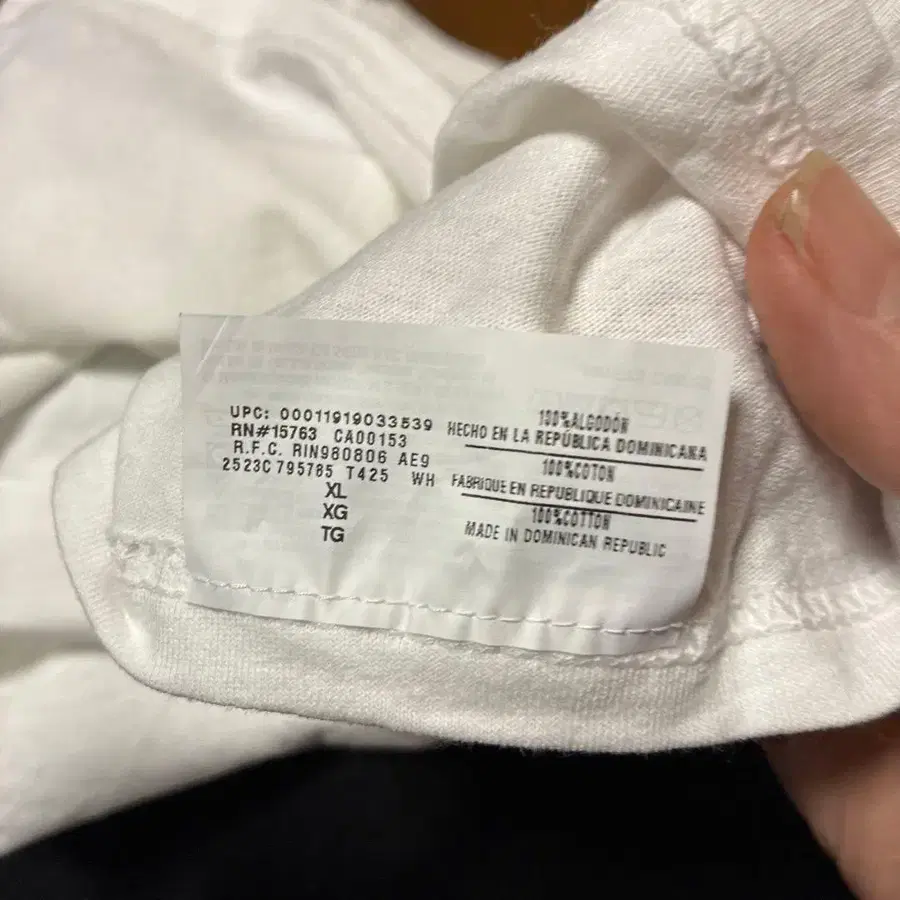 UPC: 00011919033539
RN#15763 CA00153
R.F.C. RIN980806 AE9
2523C 795785 T425 WH
XL
XG
TG
100%ALGODÓN
HECHO EN LA REPÚBLICA DOMINICANA
100%COTON
FABRIQUE EN REPUBLIQUE DOMINICAINE
100%COTTON
MADE IN DOMINICAN REPUBLIC